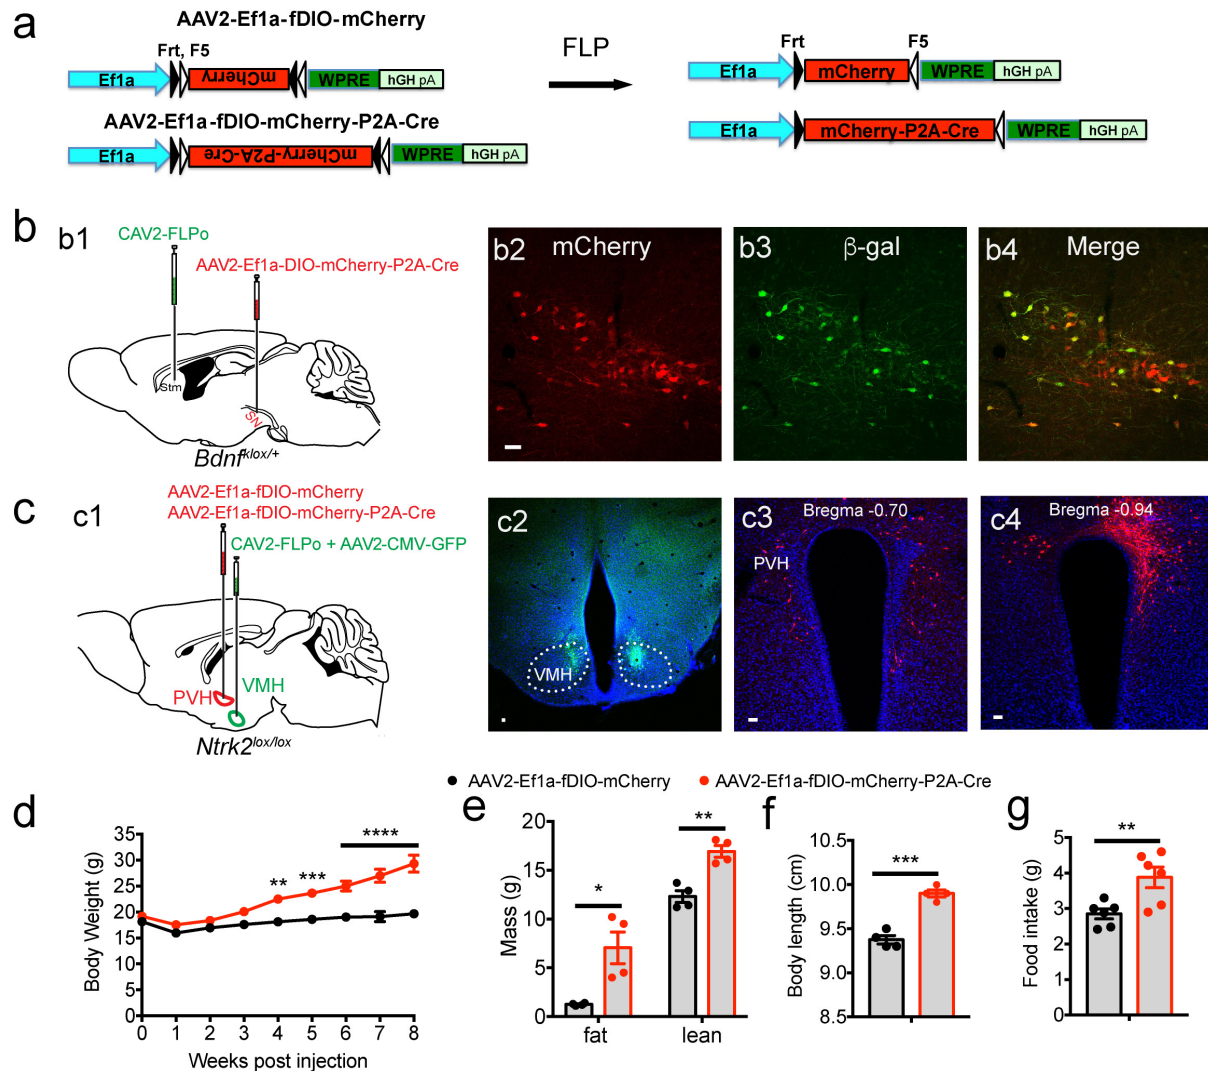 a
AAV2-Ef1a-fDIO-mCherry
Frt, F5
Ef1a
mCherry
WPRE
hGH pA
FLP
Frt
F5
Ef1a
mCherry
WPRE
hGH pA
AAV2-Ef1a-fDIO-mCherry-P2A-Cre
Ef1a
mCherry-P2A-Cre
WPRE
hGH pA
Ef1a
mCherry-P2A-Cre
WPRE
hGH pA
b
b1
CAV2-FLPo
AAV2-Ef1a-DIO-mCherry-P2A-Cre
Stm
SN
Bdnf klox/+
b2
mCherry
b3
β-gal
b4
Merge
c
c1
AAV2-Ef1a-fDIO-mCherry
AAV2-Ef1a-fDIO-mCherry-P2A-Cre
CAV2-FLPo + AAV2-CMV-GFP
PVH
VMH
Ntrk2 lox/lox
c2
VMH
c3
Bregma -0.70
PVH
c4
Bregma -0.94
AAV2-Ef1a-fDIO-mCherry
AAV2-Ef1a-fDIO-mCherry-P2A-Cre
d
Body Weight (g)
35
30
25
20
15
10
5
0
**
***
****
0 1 2 3 4 5 6 7 8
Weeks post injection
e
Mass (g)
20
15
10
5
0
*
**
fat
lean
f
Body length (cm)
10.5
10.0
9.5
9.0
8.5
***
g
Food intake (g)
5
4
3
2
1
0
**